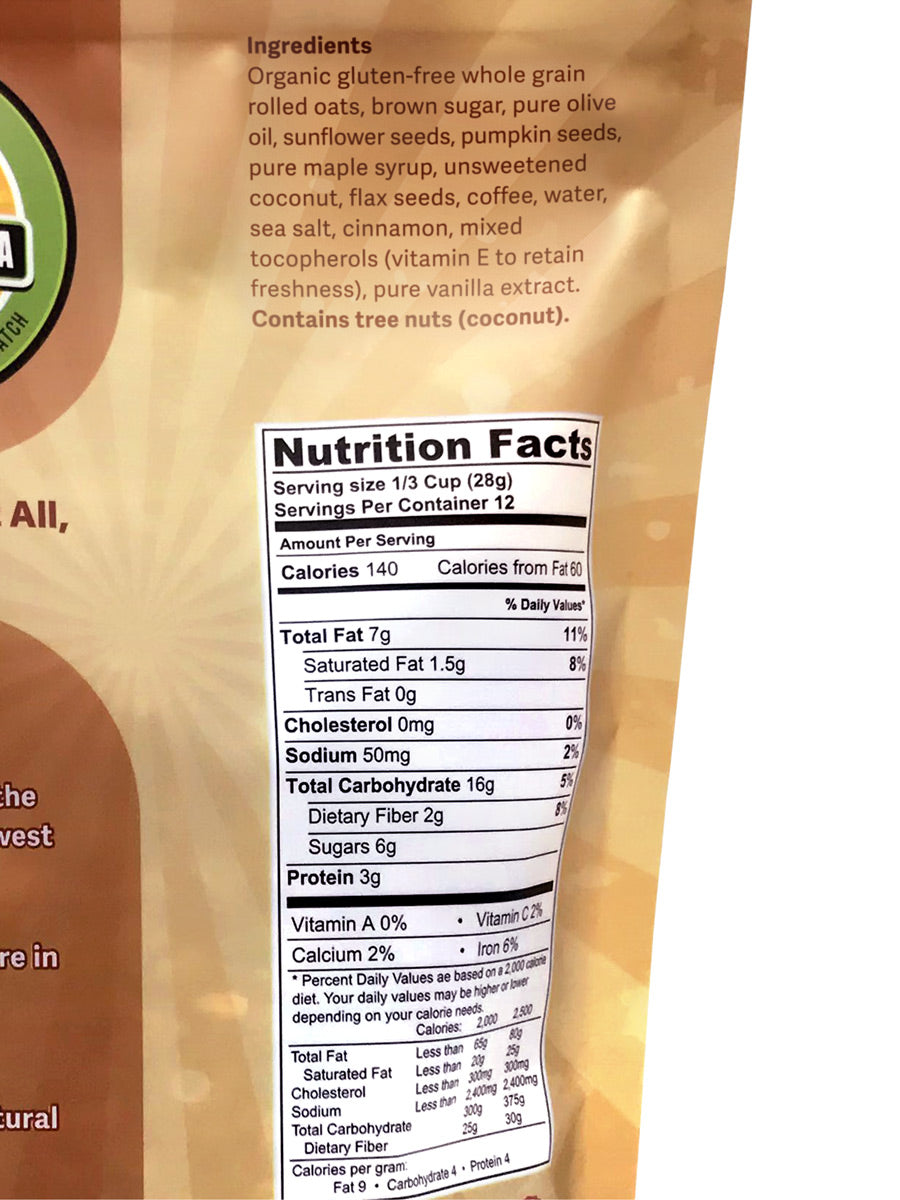 Ingredients
Organic gluten-free whole grain
rolled oats, brown sugar, pure olive
oil, sunflower seeds, pumpkin seeds,
pure maple syrup, unsweetened
coconut, flax seeds, coffee, water,
sea salt, cinnamon, mixed
tocopherols (vitamin E to retain
freshness), pure vanilla extract.
Contains tree nuts (coconut).
A
ATCH
All,
the
vest
re in
tural
Nutrition Facts
Serving size 1/3 Cup (28g)
Servings Per Container 12
Amount Per Serving
Calories 140 Calories from Fat 60
% Daily Values*
Total Fat 7g 11%
Saturated Fat 1.5g 8%
Trans Fat 0g
Cholesterol 0mg 0%
Sodium 50mg 2%
Total Carbohydrate 16g 5%
Dietary Fiber 2g 8%
Sugars 6g
Protein 3g
Vitamin A 0% • Vitamin C 2%
Calcium 2% • Iron 6%
* Percent Daily Values ae based on a 2,000 calorie
diet. Your daily values may be higher or lower
depending on your calorie needs.
Calories: 2,000 2,500
Total Fat Less than 65g 80g
Saturated Fat Less than 20g 25g
Cholesterol Less than 300mg 300mg
Sodium Less than 2,400mg 2,400mg
Total Carbohydrate 300g 375g
Dietary Fiber 25g 30g
Calories per gram:
Fat 9 • Carbohydrate 4 • Protein 4